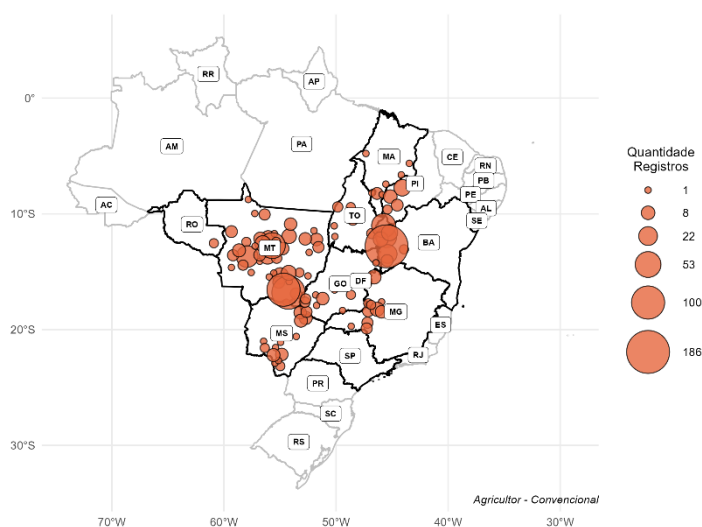 RR
AP
0°
AM
PA
MA
CE
RN
PB
PI
PE
AL
AC
SE
10°S
TO
RO
BA
MT
GO
DF
MG
ES
20°S
MS
SP
RJ
PR
SC
30°S
RS
Agricultor - Convencional
70°W
60°W
50°W
40°W
30°W
Quantidade
Registros
1
8
22
53
100
186